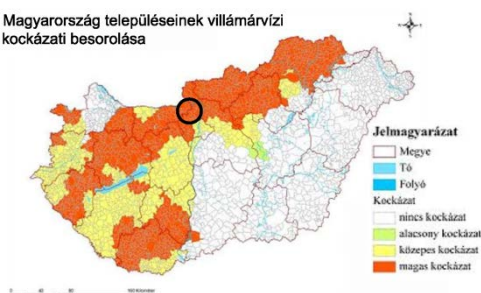 Magyarország településeinek villámárvízi
kockázati besorolása
Jelmagyarázat
Megye
Tó
Folyó
Kockázat
nincs kockázat
alacsony kockázat
közepes kockázat
magas kockázat